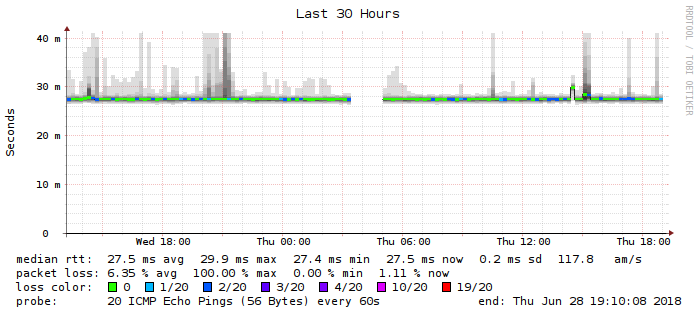 Last 30 Hours
RRDTOOL / TOBI OETIKER
Seconds
40 m
30 m
20 m
10 m
0
Wed 18:00 Thu 00:00 Thu 06:00 Thu 12:00 Thu 18:00
median rtt: 27.5 ms avg 29.9 ms max 27.4 ms min 27.5 ms now 0.2 ms sd 117.8 am/s
packet loss: 6.35 % avg 100.00 % max 0.00 % min 1.11 % now
loss color: 0 1/20 2/20 3/20 4/20 10/20 19/20
probe: 20 ICMP Echo Pings (56 Bytes) every 60s end: Thu Jun 28 19:10:08 2018